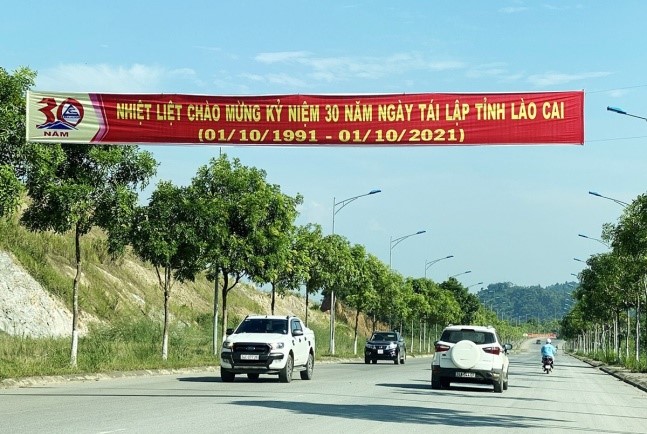 30
NĂM
NHIỆT LIỆT CHÀO MỪNG KỶ NIỆM 30 NĂM NGÀY TÁI LẬP TỈNH LÀO CAI
(01/10/1991 - 01/10/2021)